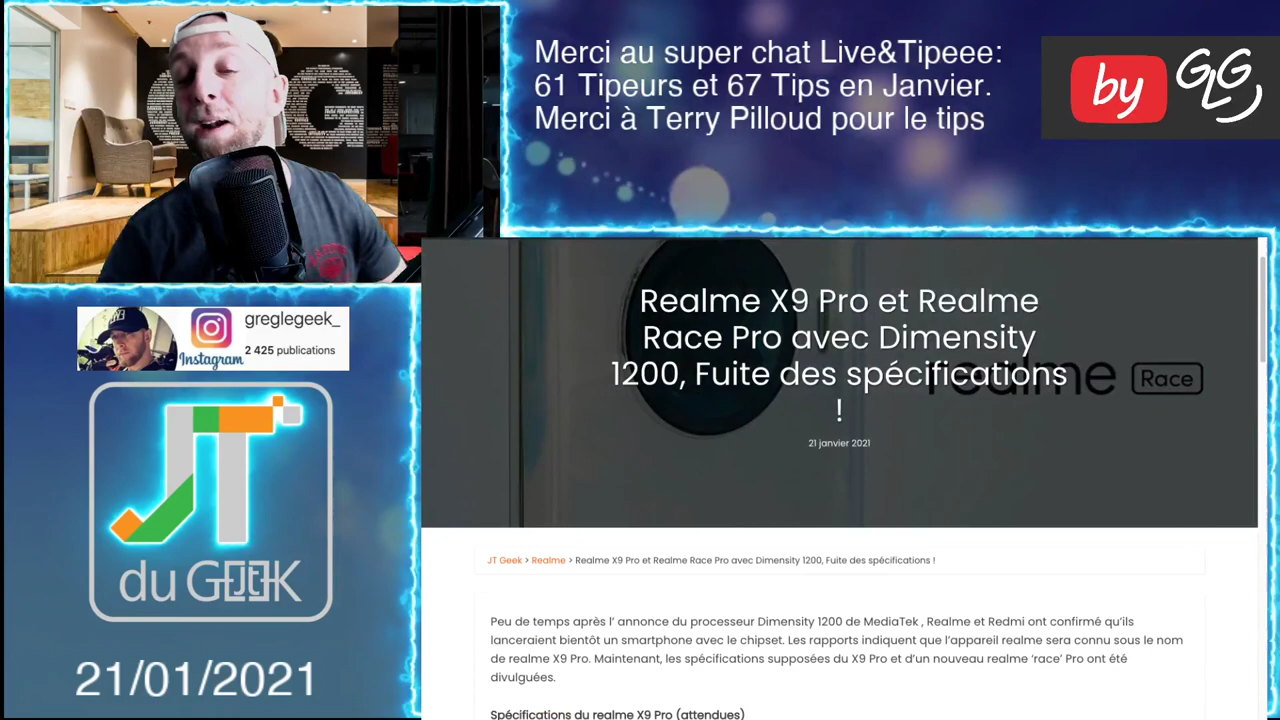 Merci au super chat Live&Tipeee:
61 Tipeurs et 67 Tips en Janvier.
Merci à Terry Pilloud pour le tips
by GLG
greglegeek_
2 425 publications
Instagram
JT
du GEEK
21/01/2021
Realme X9 Pro et Realme
Race Pro avec Dimensity
1200, Fuite des spécifications
!
realme Race
21 janvier 2021
JT Geek > Realme > Realme X9 Pro et Realme Race Pro avec Dimensity 1200, Fuite des spécifications !
Peu de temps après l’ annonce du processeur Dimensity 1200 de MediaTek , Realme et Redmi ont confirmé qu’ils
lanceraient bientôt un smartphone avec le chipset. Les rapports indiquent que l’appareil realme sera connu sous le nom
de realme X9 Pro. Maintenant, les spécifications supposées du X9 Pro et d’un nouveau realme ‘race’ Pro ont été
divulguées.
Spécifications du realme X9 Pro (attendues)